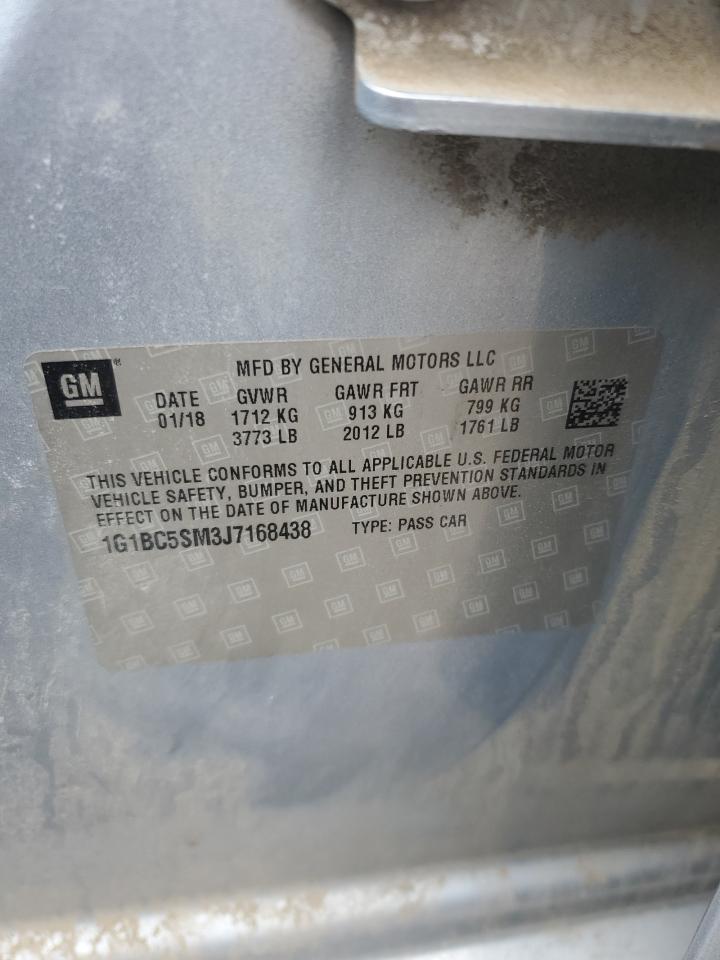 GM
MFD BY GENERAL MOTORS LLC
DATE GVWR GAWR FRT GAWR RR
01/18 1712 KG 913 KG 799 KG
3773 LB 2012 LB 1761 LB
THIS VEHICLE CONFORMS TO ALL APPLICABLE U.S. FEDERAL MOTOR
VEHICLE SAFETY, BUMPER, AND THEFT PREVENTION STANDARDS IN
EFFECT ON THE DATE OF MANUFACTURE SHOWN ABOVE.
1G1BC5SM3J7168438 TYPE: PASS CAR